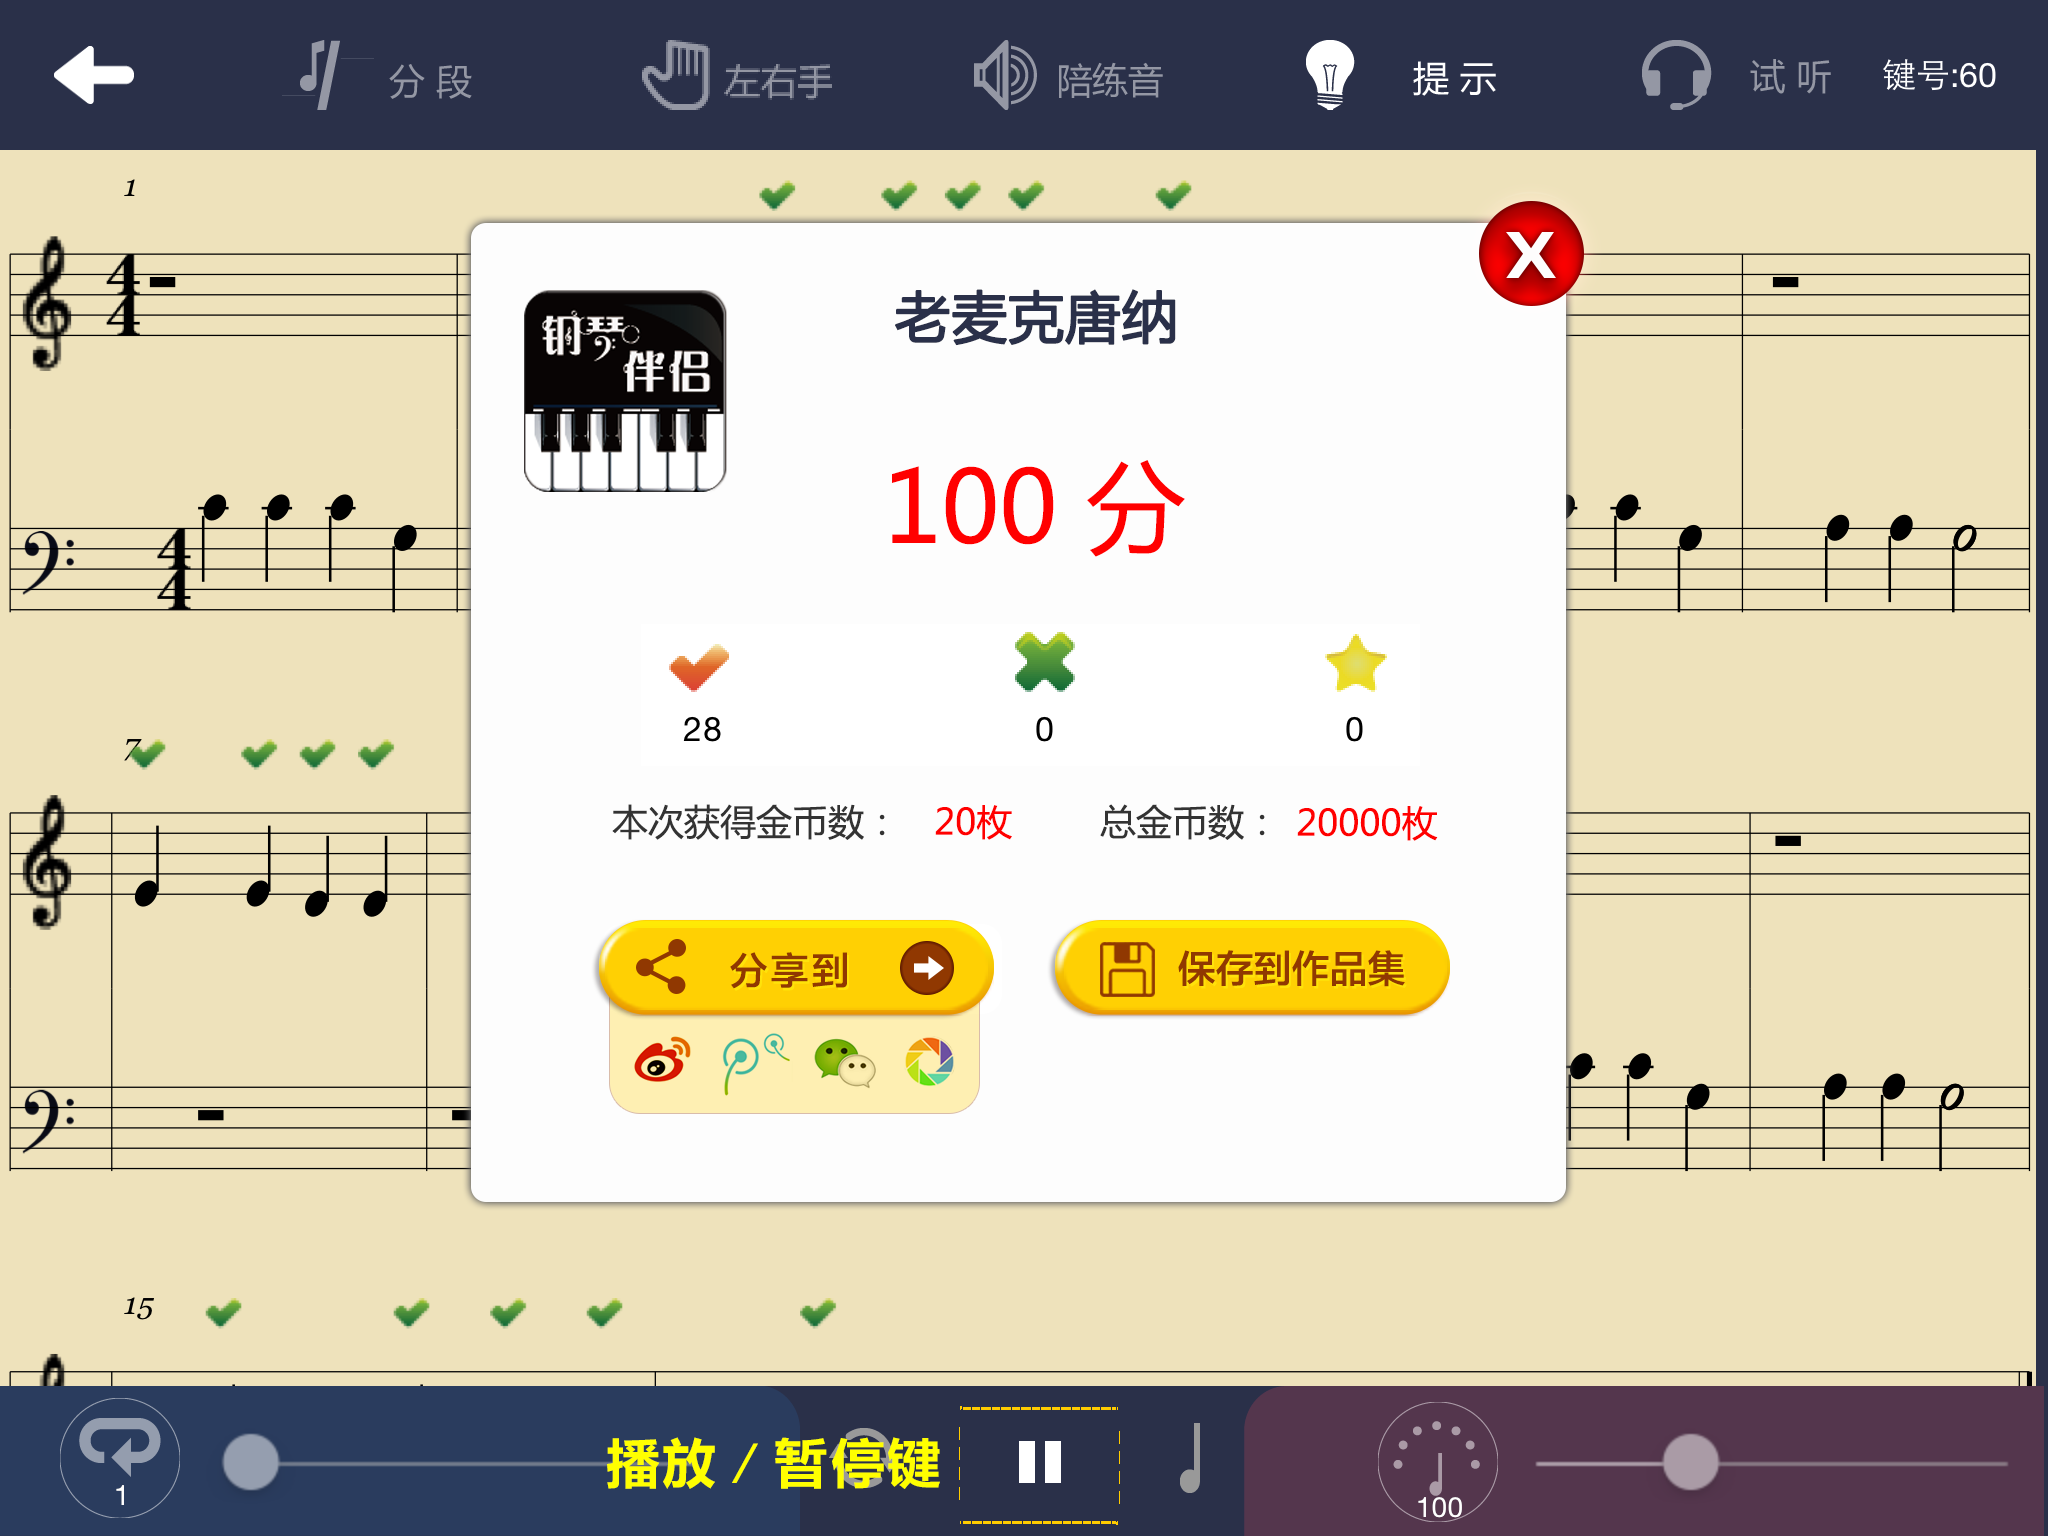 分段
左右手
陪练音
提示
试听
键号:60
1
4
4
4
4
X
钢琴
伴侣
老麦克唐纳
100 分
28
0
0
本次获得金币数： 20枚
总金币数： 20000枚
分享到
保存到作品集
7
15
1
播放 / 暂停键
100